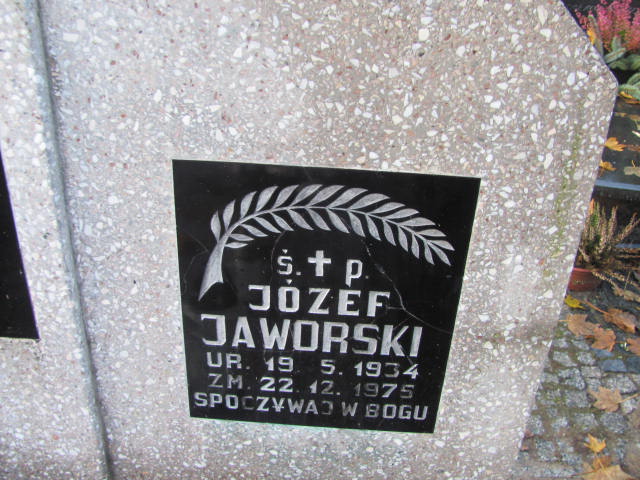 Ś. ✝ P.
JÓZEF
JAWORSKI
UR. 19. 5. 1934
ZM. 22. 12. 1975
SPOCZYWAJ W BOGU